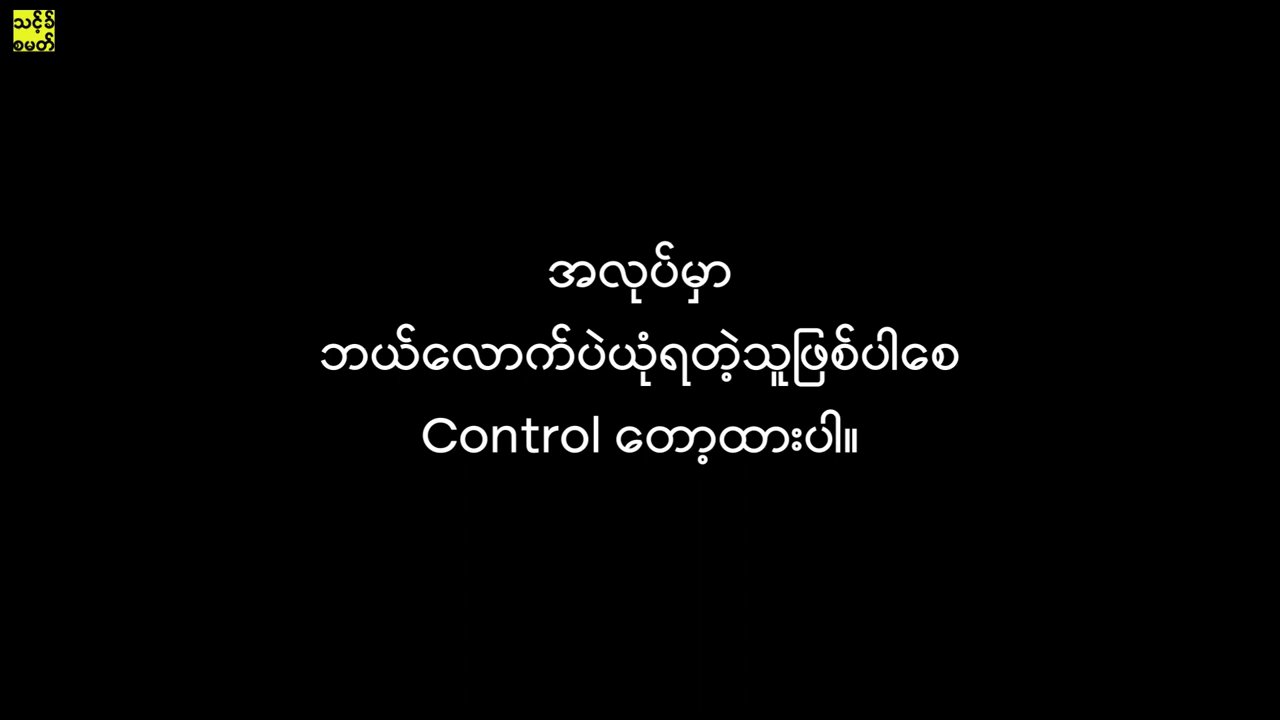 သင့်ခ်
စမတ်
အလုပ်မှာ
ဘယ်လောက်ပဲယုံရတဲ့သူဖြစ်ပါစေ
Control တော့ထားပါ။